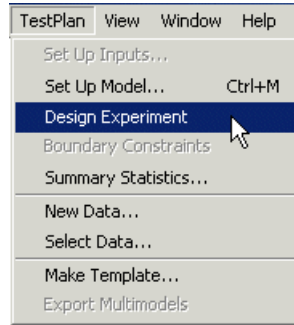 TestPlan View Window Help
Set Up Inputs...
Set Up Model... Ctrl+M
Design Experiment
Boundary Constraints
Summary Statistics...
New Data...
Select Data...
Make Template...
Export Multimodels